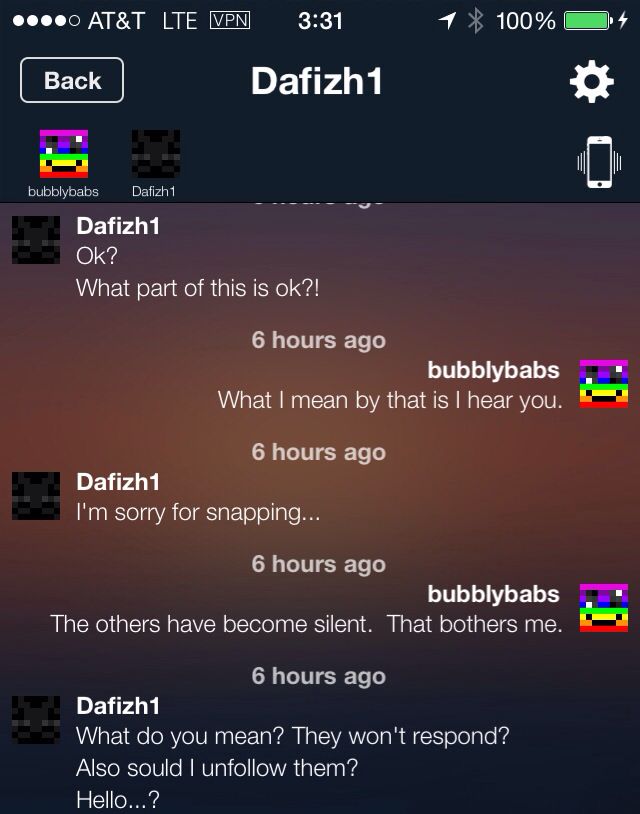 AT&T LTE VPN 3:31 100%
Back Dafizh1
bubblybabs Dafizh1
hours ago
Dafizh1
Ok?
What part of this is ok?!
6 hours ago
bubblybabs
What I mean by that is I hear you.
6 hours ago
Dafizh1
I'm sorry for snapping...
6 hours ago
bubblybabs
The others have become silent. That bothers me.
6 hours ago
Dafizh1
What do you mean? They won't respond?
Also sould I unfollow them?
Hello...?